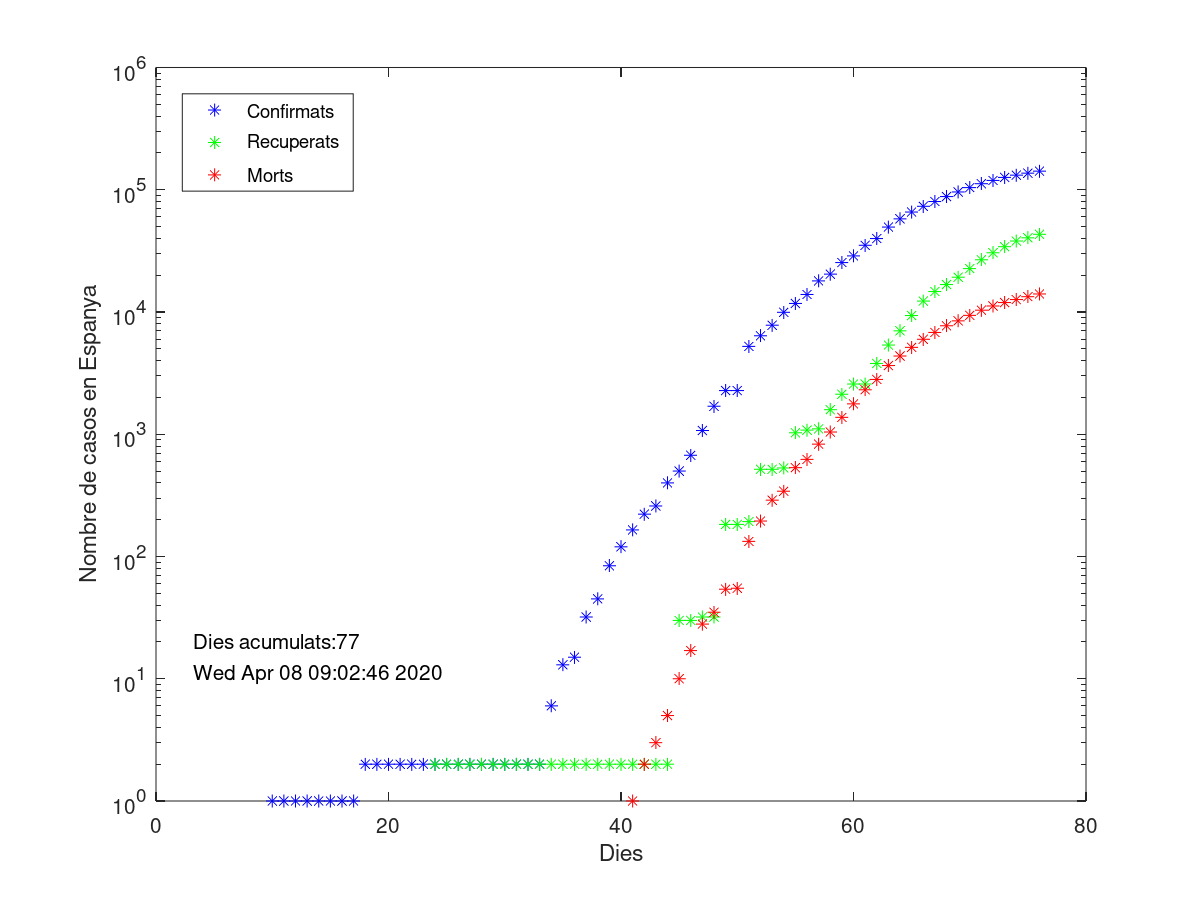 10^6
10^5
10^4
10^3
10^2
10^1
10^0
Confirmats
Recuperats
Morts
Nombre de casos en Espanya
Dies acumulats:77
Wed Apr 08 09:02:46 2020
0 20 40 60 80
Dies